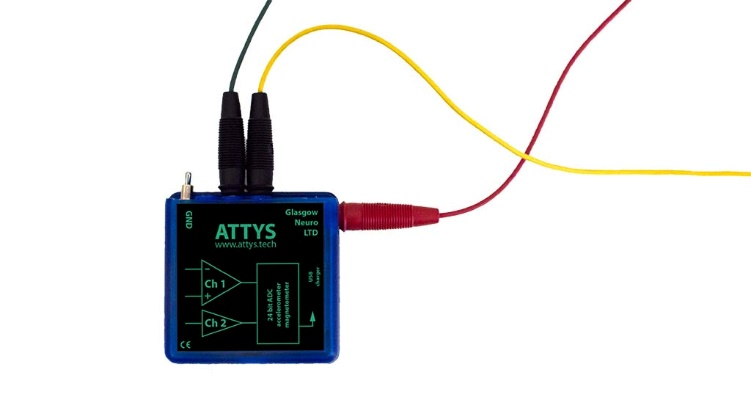 GND
ATTYS
www.attys.tech
Glasgow
Neuro
LTD
-
Ch 1
+
Ch 2
24 bit ADC
accelerometer
magnetometer
USB
charger
CE